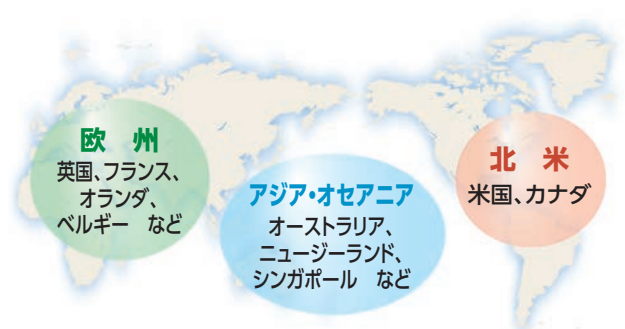 欧　州
英国、フランス、
オランダ、
ベルギー　など
アジア・オセアニア
オーストラリア、
ニュージーランド、
シンガポール　など
北　米
米国、カナダ